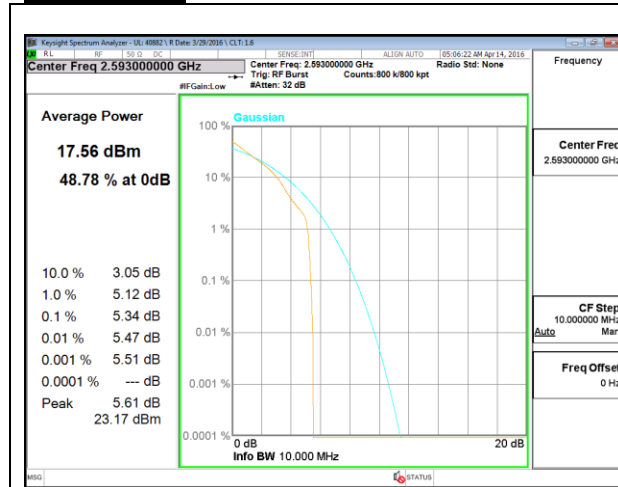 Keysight Spectrum Analyzer - UL: 40882 \ R Date: 3/29/2016 \ CLT: 1.6
RL RF 50 Ω DC SENSE:INT ALIGN AUTO 05:06:22 AM Apr 14, 2016
Center Freq 2.593000000 GHz
Center Freq: 2.593000000 GHz Radio Std: None
Trig: RF Burst Counts:800 k/800 kpt
#IFGain:Low #Atten: 32 dB
Frequency
Center Freq
2.593000000 GHz
CF Step
10.000000 MHz
Auto Man
Freq Offset
0 Hz
Average Power
17.56 dBm
48.78 % at 0dB
10.0 % 3.05 dB
1.0 % 5.12 dB
0.1 % 5.34 dB
0.01 % 5.47 dB
0.001 % 5.51 dB
0.0001 % --- dB
Peak 5.61 dB
23.17 dBm
Gaussian
100 %
10 %
1 %
0.1 %
0.01 %
0.001 %
0.0001 %
0 dB 20 dB
Info BW 10.000 MHz
MSG STATUS